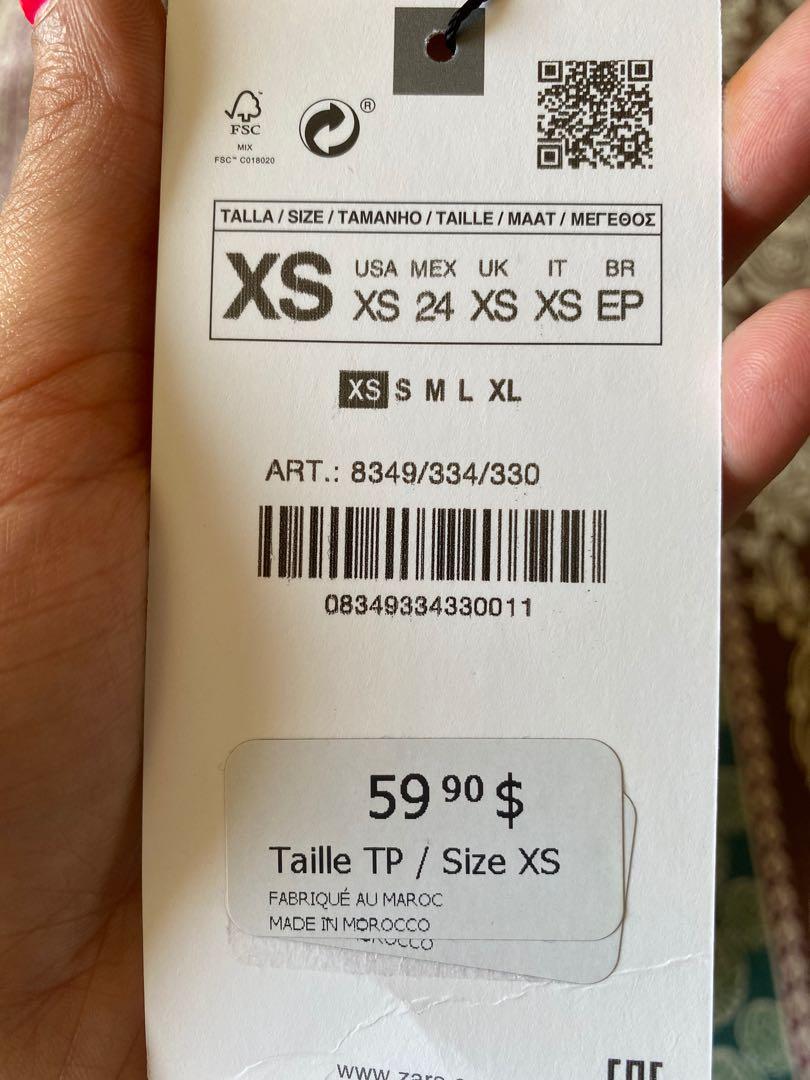 FSC
MIX
FSC™ C018020
®
TALLA / SIZE / TAMANHO / TAILLE / MAAT / ΜΕΓΕΘΟΣ
XS
USA MEX UK IT BR
XS 24 XS XS EP
XS S M L XL
ART.: 8349/334/330
08349334330011
59 90 $
Taille TP / Size XS
FABRIQUÉ AU MAROC
MADE IN MOROCCO